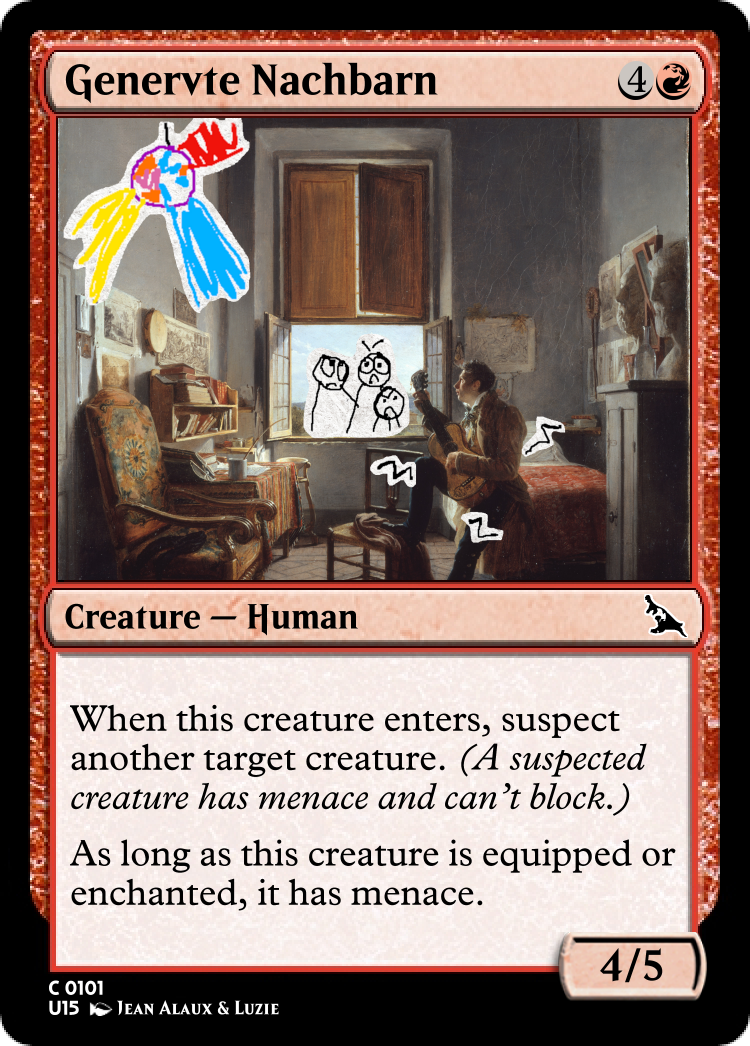 Genervte Nachbarn
4
Creature — Human
When this creature enters, suspect
another target creature. (A suspected
creature has menace and can't block.)
As long as this creature is equipped or
enchanted, it has menace.
4/5
C 0101
U15 Jean Alaux & Luzie